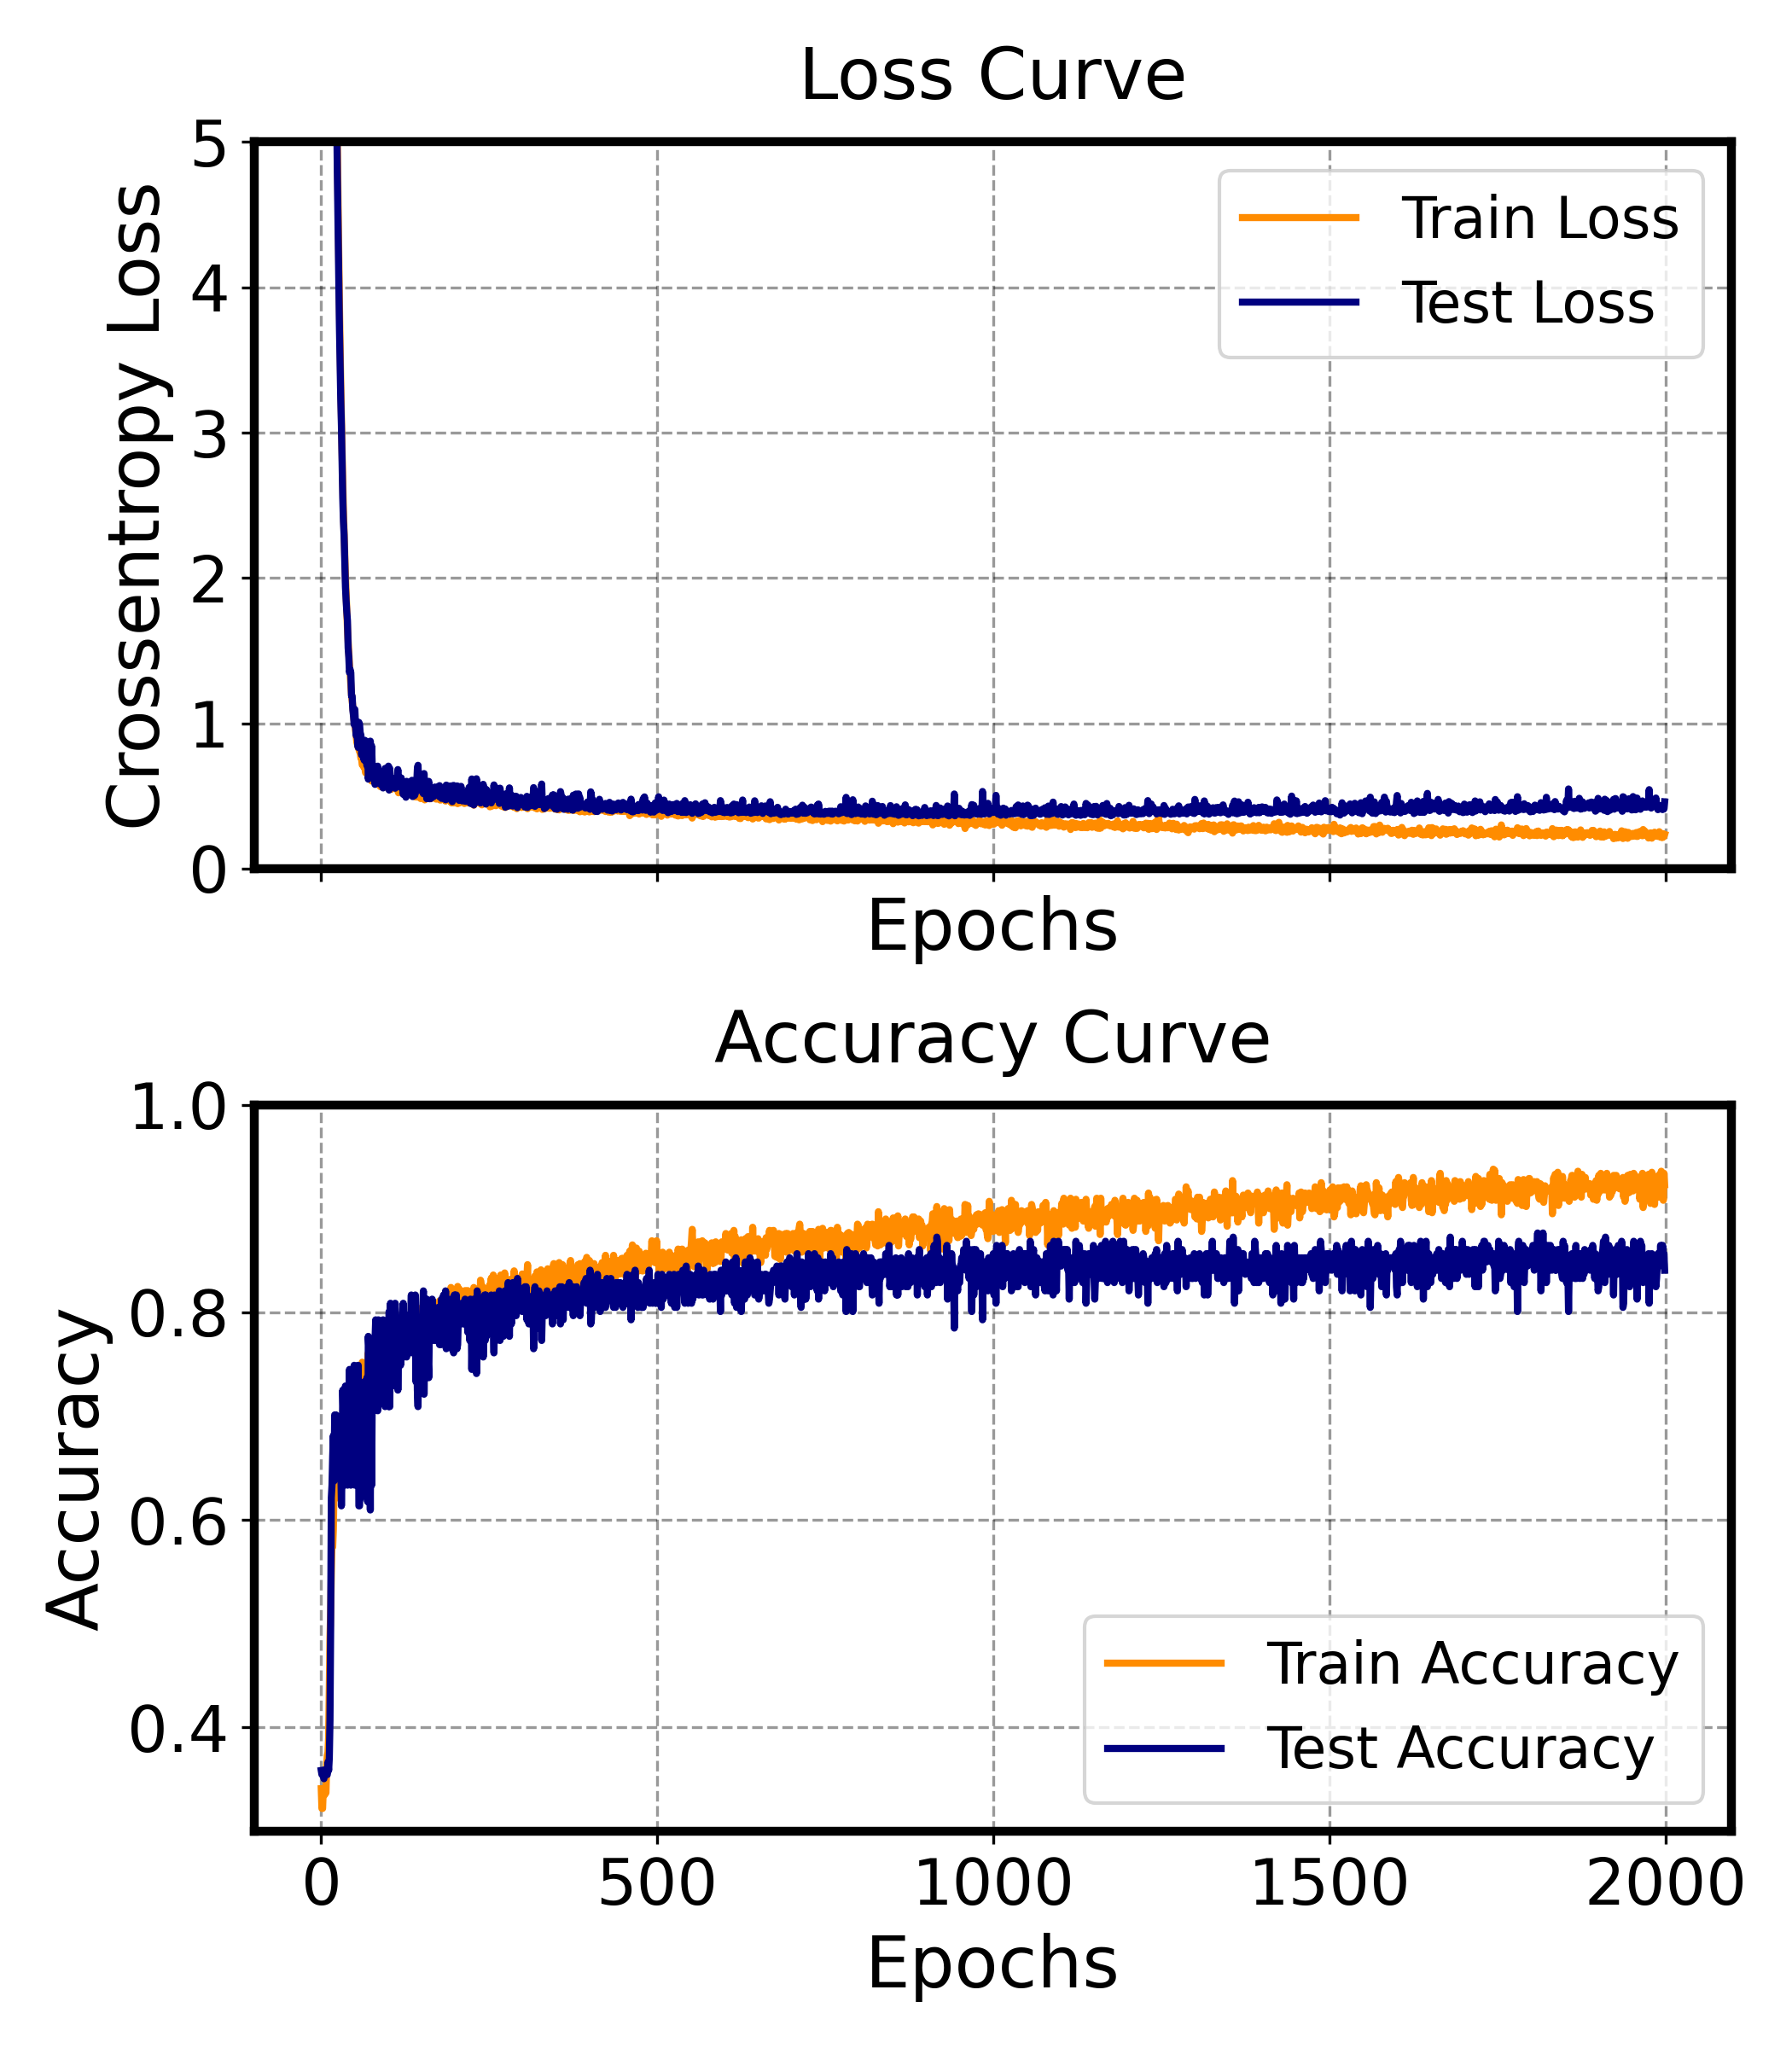 Loss Curve
5
4
3
2
1
0
Crossentropy Loss
Train Loss
Test Loss
Epochs
Accuracy Curve
1.0
0.8
0.6
0.4
Accuracy
Train Accuracy
Test Accuracy
0 500 1000 1500 2000
Epochs